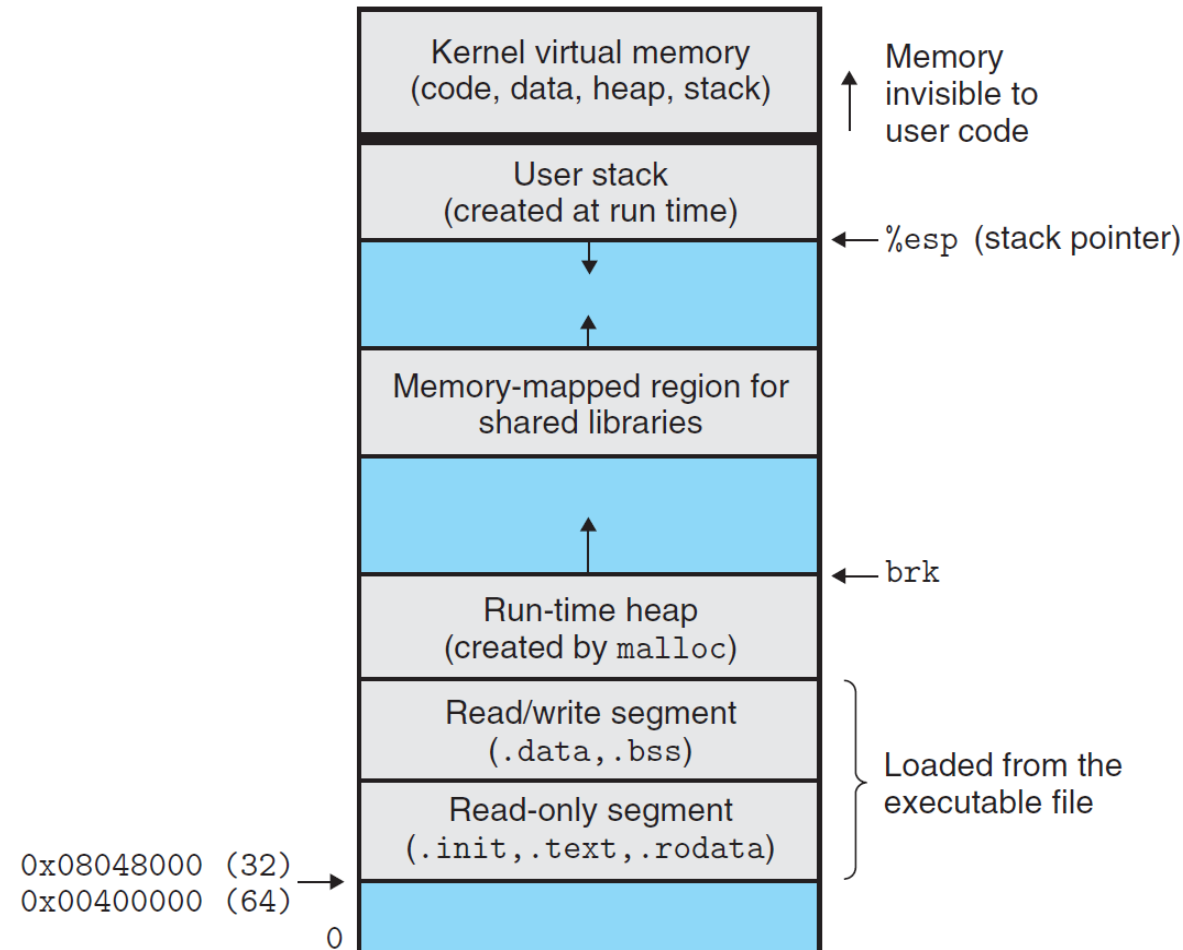 Kernel virtual memory
(code, data, heap, stack)
Memory
invisible to
user code
User stack
(created at run time)
%esp (stack pointer)
Memory-mapped region for
shared libraries
brk
Run-time heap
(created by malloc)
Read/write segment
(.data,.bss)
Loaded from the
executable file
Read-only segment
(.init,.text,.rodata)
0x08048000 (32)
0x00400000 (64)
0